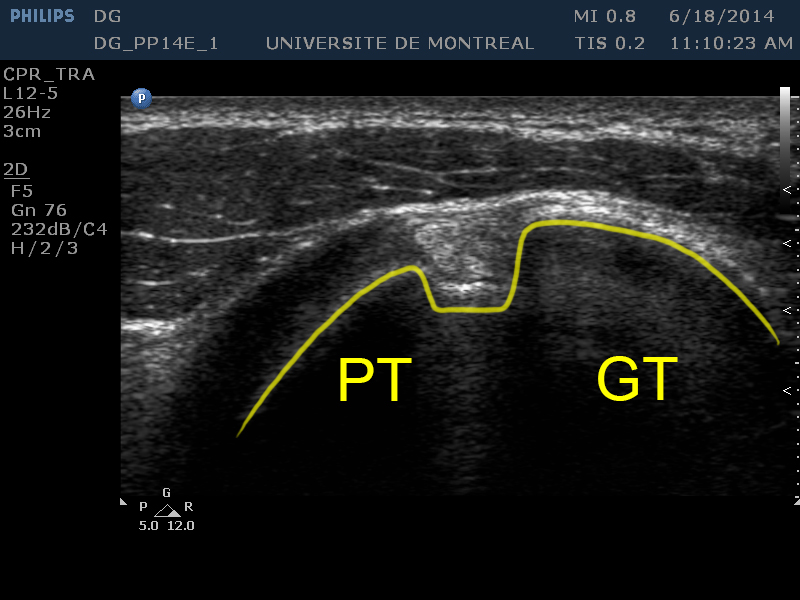 PHILIPS DG MI 0.8 6/18/2014
DG_PP14E_1 UNIVERSITE DE MONTREAL TIS 0.2 11:10:23 AM
CPR_TRA
L12-5
26Hz
3cm
2D
F5
Gn 76
232dB/C4
H/2/3
P
PT GT
G
P R
5.0 12.0